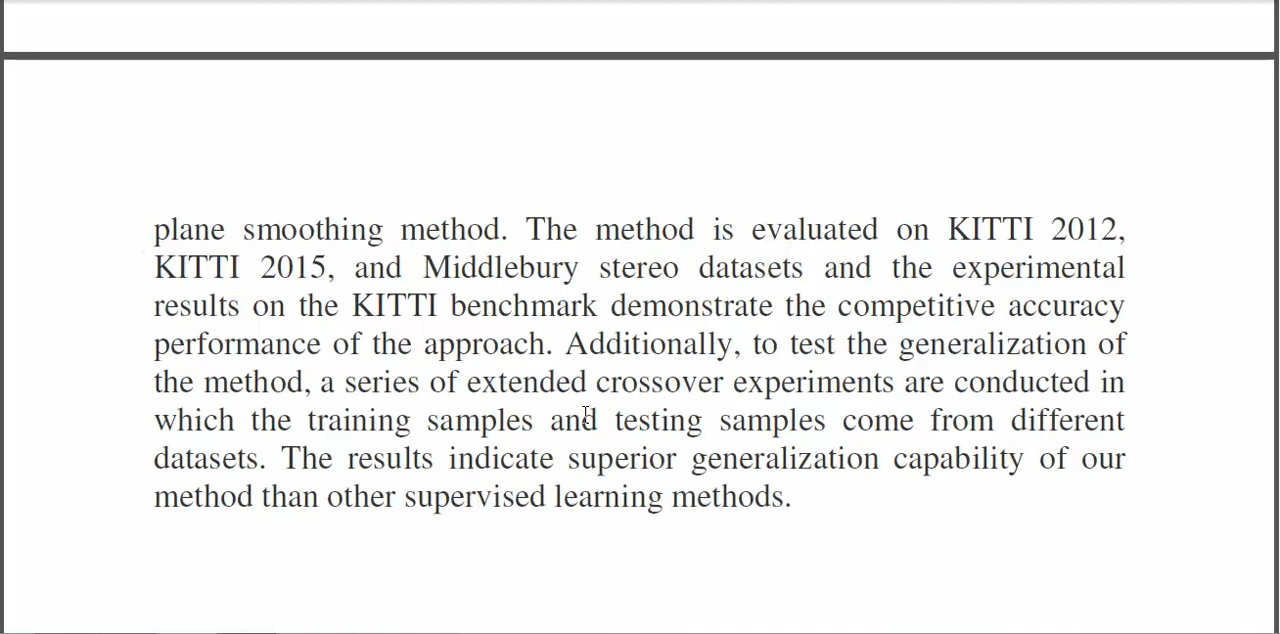 plane smoothing method. The method is evaluated on KITTI 2012,
KITTI 2015, and Middlebury stereo datasets and the experimental
results on the KITTI benchmark demonstrate the competitive accuracy
performance of the approach. Additionally, to test the generalization of
the method, a series of extended crossover experiments are conducted in
which the training samples and testing samples come from different
datasets. The results indicate superior generalization capability of our
method than other supervised learning methods.